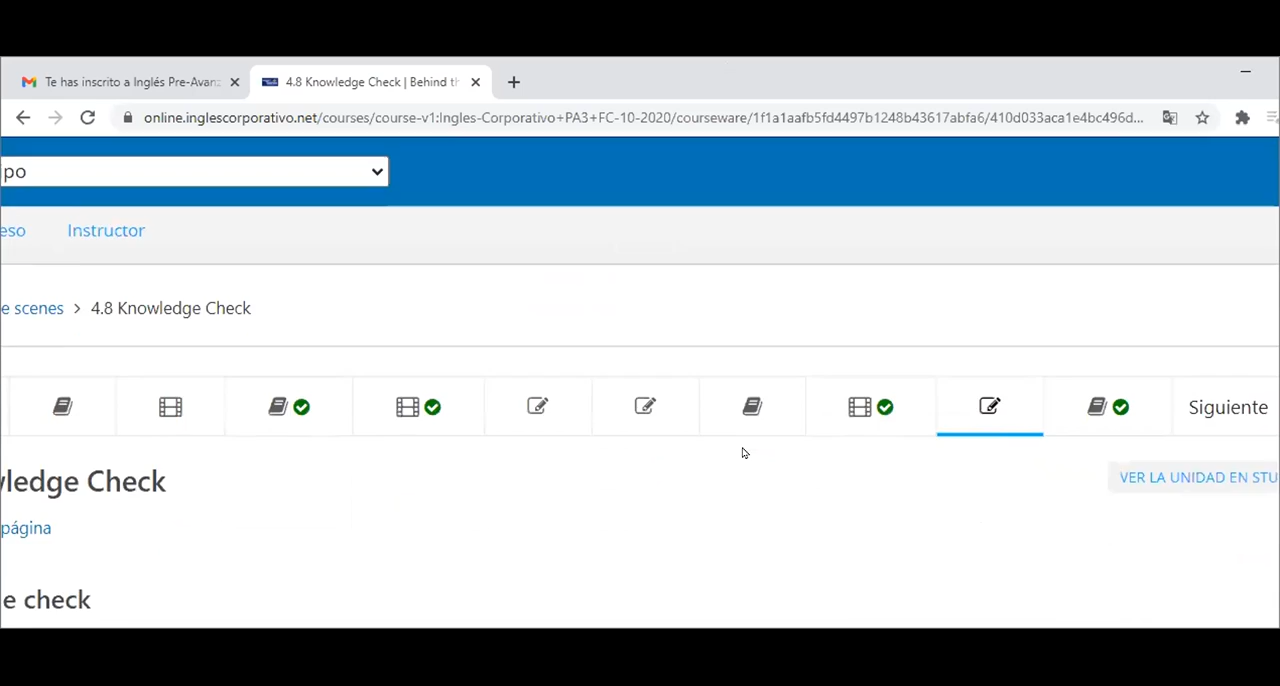 Te has inscrito a Inglés Pre-Avan
4.8 Knowledge Check | Behind th
online.inglescorporativo.net/courses/course-v1:Ingles-Corporativo+PA3+FC-10-2020/courseware/1f1a1aafb5fd4497b1248b43617abfa6/410d033aca1e4bc496d...
po
eso Instructor
e scenes > 4.8 Knowledge Check
Siguiente
vledge Check
VER LA UNIDAD EN STU
página
e check